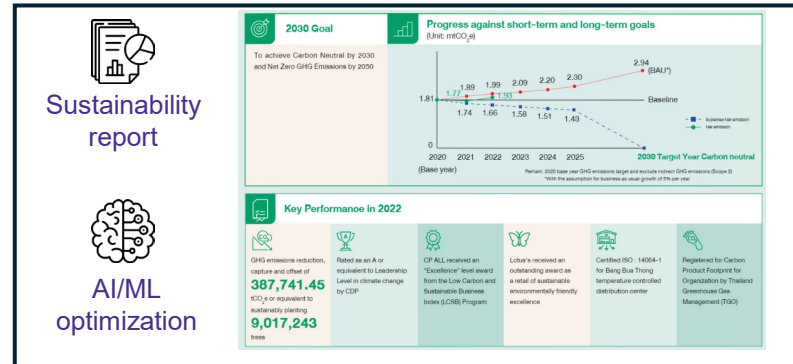 Sustainability
report
AI/ML
optimization
2030 Goal
To achieve Carbon Neutral by 2030
and Net Zero GHG Emissions by 2050
Progress against short-term and long-term goals
(Unit: mtCO2e)
2.94
(BAU*)
1.89 1.99 2.09 2.20 2.30
1.81 1.77 1.93 Baseline
1.74 1.66 1.58 1.51 1.43
Expense Net emission
Net emission
0
2020 2021 2022 2023 2024 2025 2030 Target Year Carbon neutral
(Base year)
Remark: 2020 base year GHG emissions target and exclude indirect GHG emissions (Scope 3)
*With the assumption for business as usual growth of 5% per year
Key Performance in 2022
CO2
GHG emissions reduction,
capture and offset of
387,741.45
tCO2e or equivalent to
sustainably planting
9,017,243
trees
A
Rated as an A or
equivalent to Leadership
Level in climate change
by CDP
CP ALL received an
"Excellence" level award
from the Low Carbon and
Sustainable Business
Index (LCSB) Program
Lotus's received an
outstanding award as
a retail of sustainable
environmentally friendly
excellence
Certified ISO : 14064-1
for Bang Bua Thong
temperature controlled
distribution center
Registered for Carbon
Product Footprint for
Organization by Thailand
Greenhouse Gas
Management (TGO)